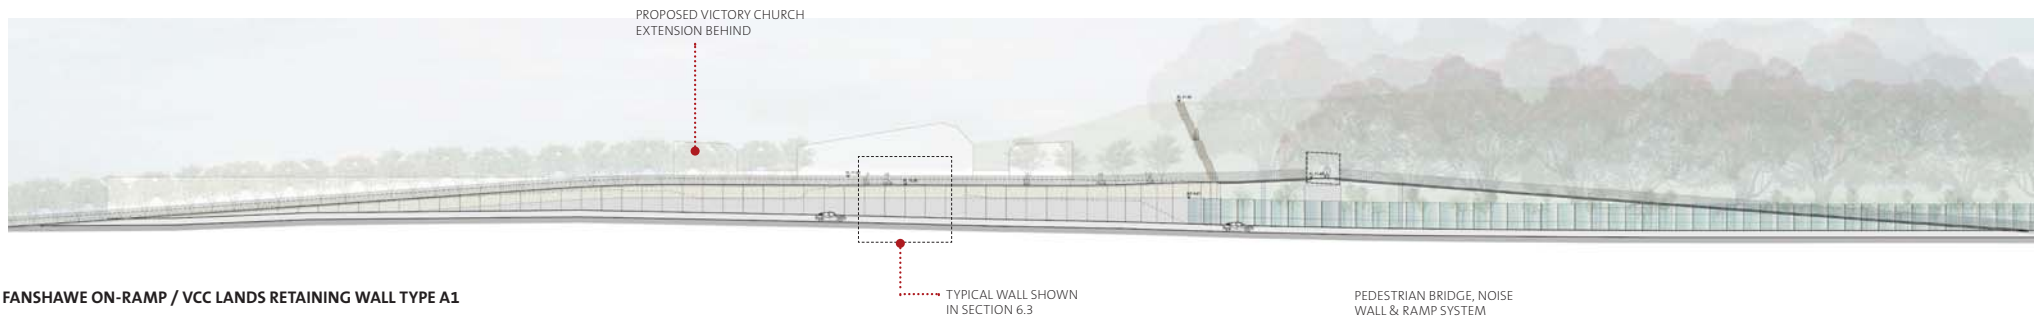 PROPOSED VICTORY CHURCH
EXTENSION BEHIND
FANSHAWE ON-RAMP / VCC LANDS RETAINING WALL TYPE A1
TYPICAL WALL SHOWN
IN SECTION 6.3
PEDESTRIAN BRIDGE, NOISE
WALL & RAMP SYSTEM